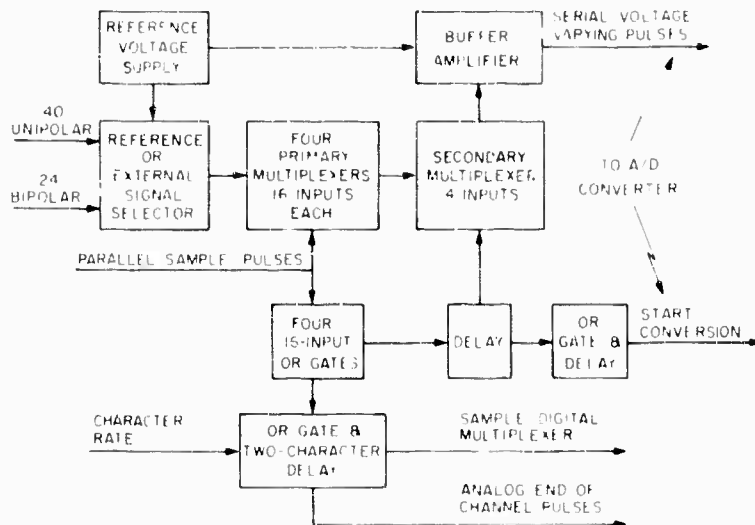 REFERENCE
VOLTAGE
SUPPLY
BUFFER
AMPLIFIER
SERIAL VOLTAGE
VARYING PULSES
40
UNIPOLAR
24
BIPOLAR
REFERENCE
OR
EXTERNAL
SIGNAL
SELECTOR
FOUR
PRIMARY
MULTIPLEXERS
16 INPUTS
EACH
SECONDARY
MULTIPLEXER
4 INPUTS
TO A/D
CONVERTER
PARALLEL SAMPLE PULSES
FOUR
15-INPUT
OR GATES
DELAY
OR
GATE &
DELAY
START
CONVERSION
CHARACTER
RATE
OR GATE &
TWO-CHARACTER
DELAY
SAMPLE DIGITAL
MULTIPLEXER
ANALOG END OF
CHANNEL PULSES